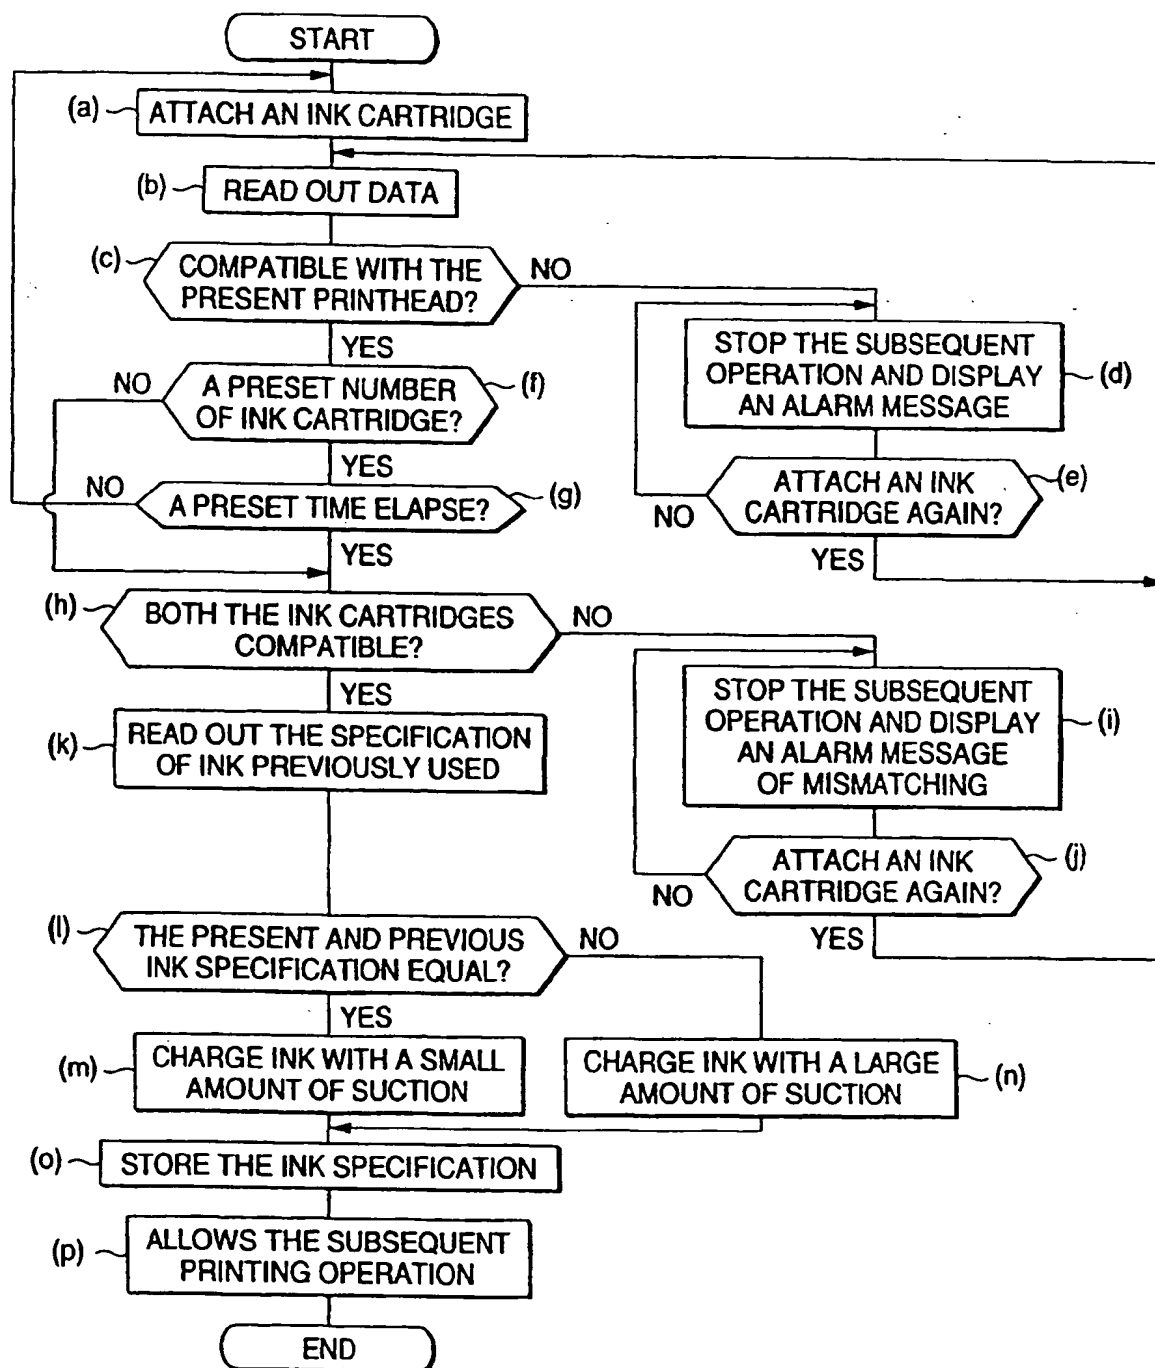 START
(a) ATTACH AN INK CARTRIDGE
(b) READ OUT DATA
(c) COMPATIBLE WITH THE
PRESENT PRINTHEAD?
NO
YES
STOP THE SUBSEQUENT
OPERATION AND DISPLAY
AN ALARM MESSAGE
(d)
NO
A PRESET NUMBER
OF INK CARTRIDGE?
(f)
YES
ATTACH AN INK
CARTRIDGE AGAIN?
(e)
NO
YES
NO
A PRESET TIME ELAPSE?
(g)
YES
(h) BOTH THE INK CARTRIDGES
COMPATIBLE?
NO
YES
STOP THE SUBSEQUENT
OPERATION AND DISPLAY
AN ALARM MESSAGE
OF MISMATCHING
(i)
(k) READ OUT THE SPECIFICATION
OF INK PREVIOUSLY USED
ATTACH AN INK
CARTRIDGE AGAIN?
(j)
NO
YES
(l) THE PRESENT AND PREVIOUS
INK SPECIFICATION EQUAL?
NO
YES
(m) CHARGE INK WITH A SMALL
AMOUNT OF SUCTION
CHARGE INK WITH A LARGE
AMOUNT OF SUCTION
(n)
(o) STORE THE INK SPECIFICATION
(p) ALLOWS THE SUBSEQUENT
PRINTING OPERATION
END